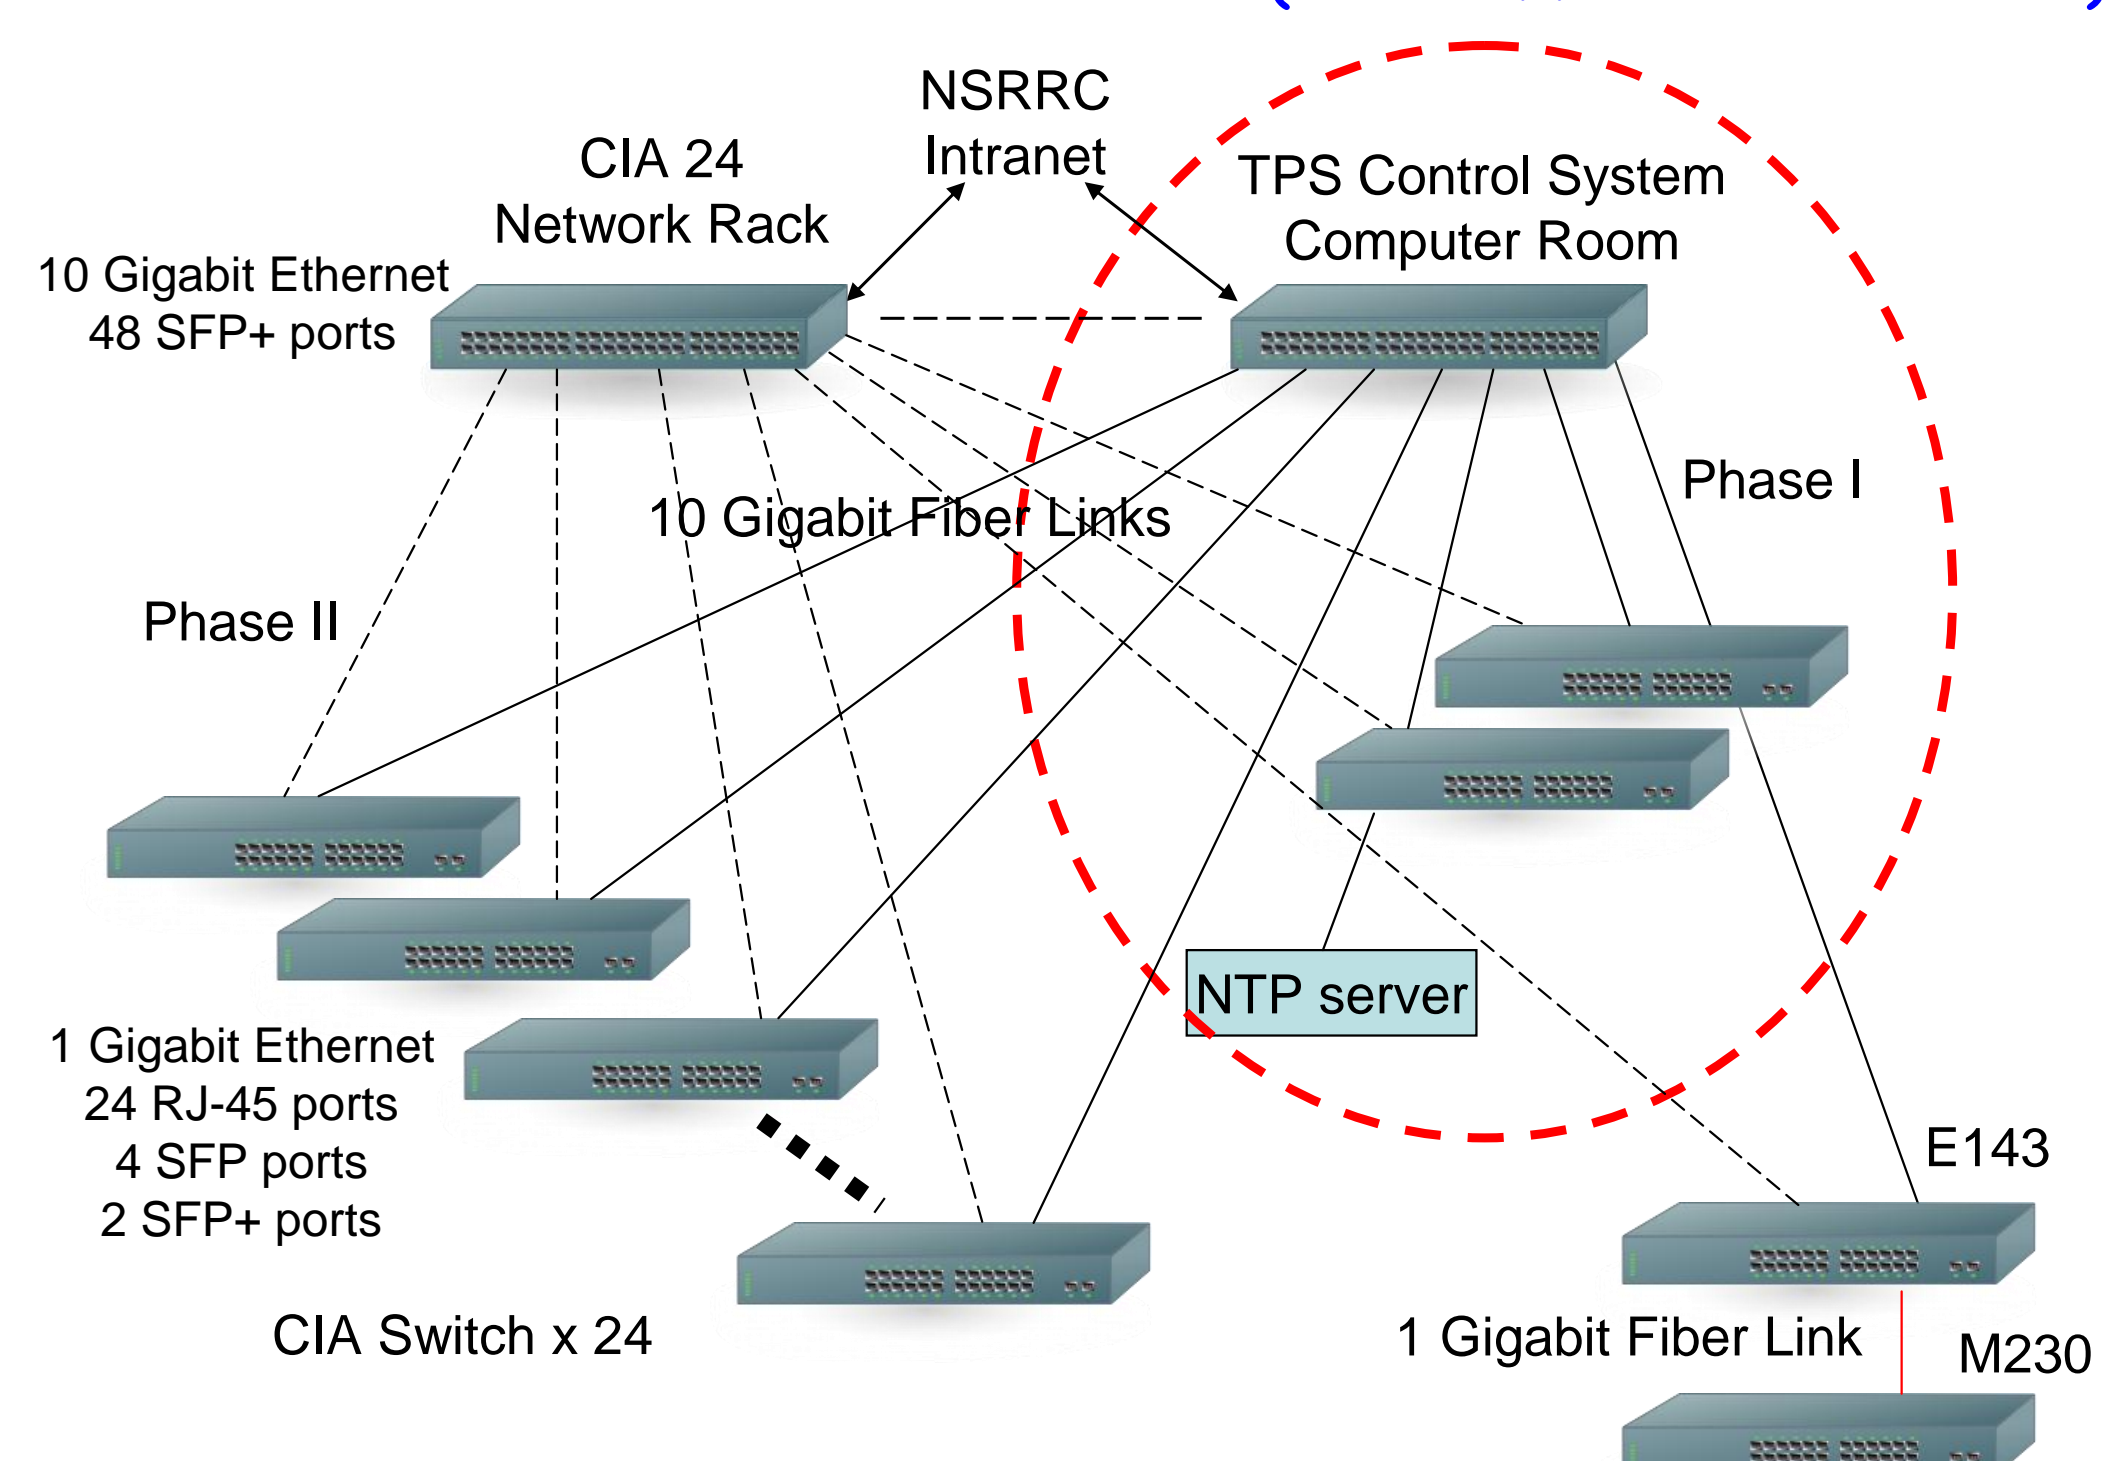 NSRRC
Intranet
CIA 24
Network Rack
TPS Control System
Computer Room
10 Gigabit Ethernet
48 SFP+ ports
Phase I
10 Gigabit Fiber Links
Phase II
NTP server
1 Gigabit Ethernet
24 RJ-45 ports
4 SFP ports
2 SFP+ ports
E143
CIA Switch x 24
1 Gigabit Fiber Link
M230